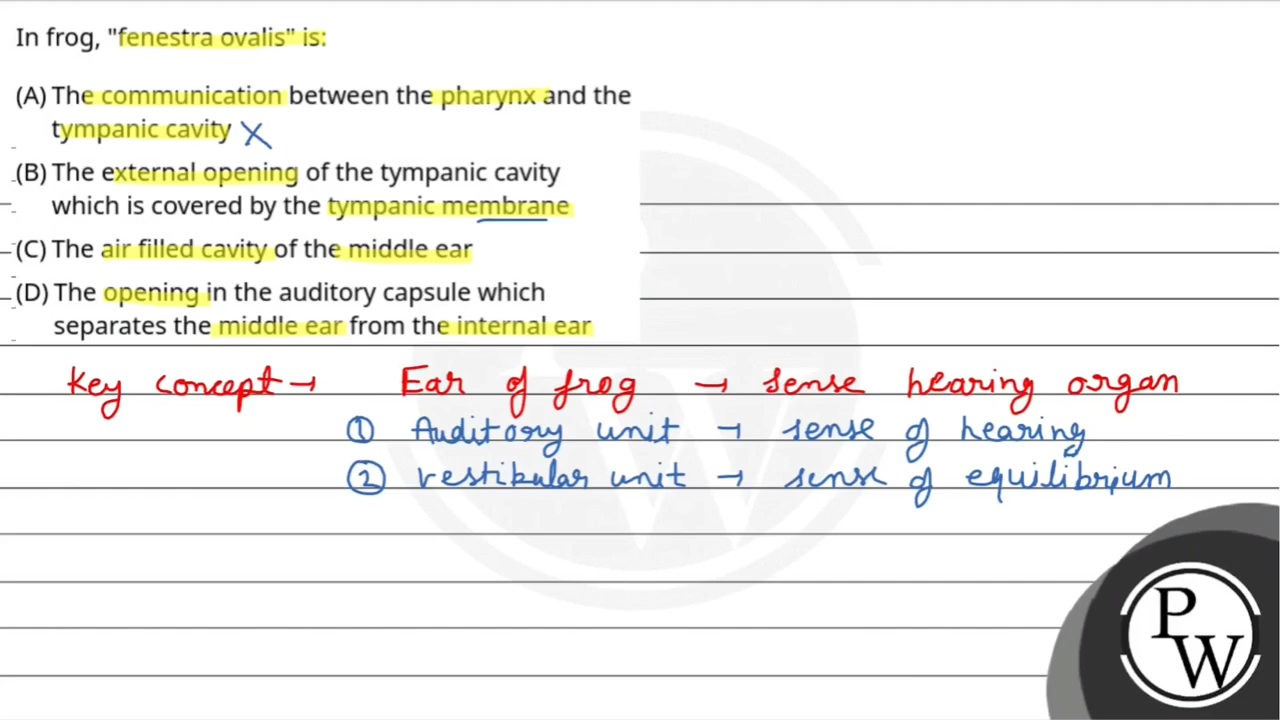 In frog, "fenestra ovalis" is:
(A) The communication between the pharynx and the
tympanic cavity X
(B) The external opening of the tympanic cavity
which is covered by the tympanic membrane
(C) The air filled cavity of the middle ear
(D) The opening in the auditory capsule which
separates the middle ear from the internal ear
Key concept → Ear of frog → sense hearing organ
① Auditory unit → sense of hearing
② vestibular unit → sense of equilibrium
P
W